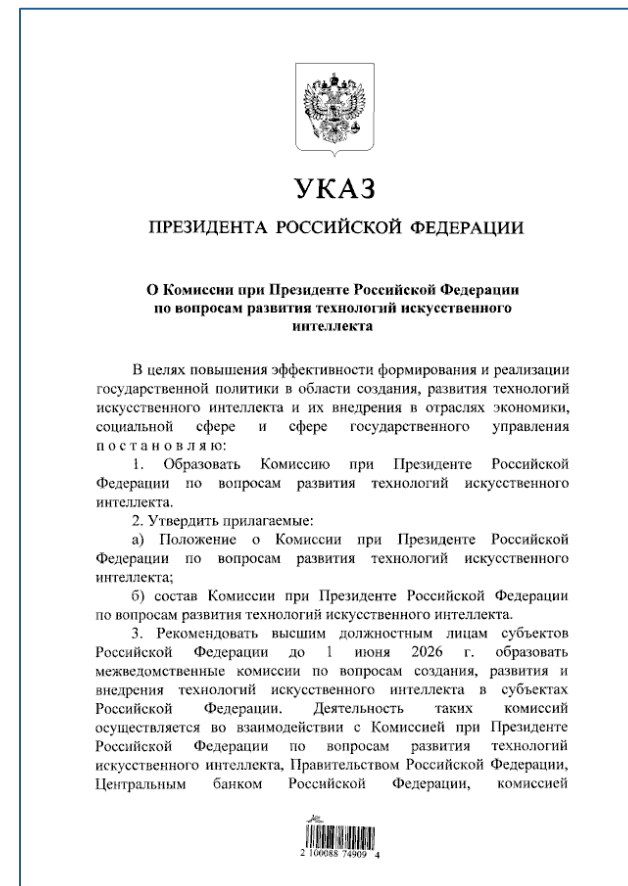 УКАЗ
ПРЕЗИДЕНТА РОССИЙСКОЙ ФЕДЕРАЦИИ
О Комиссии при Президенте Российской Федерации
по вопросам развития технологий искусственного
интеллекта
В целях повышения эффективности формирования и реализации
государственной политики в области создания, развития технологий
искусственного интеллекта и их внедрения в отраслях экономики,
социальной сфере и сфере государственного управления
п о с т а н о в л я ю:
1. Образовать Комиссию при Президенте Российской
Федерации по вопросам развития технологий искусственного
интеллекта.
2. Утвердить прилагаемые:
а) Положение о Комиссии при Президенте Российской
Федерации по вопросам развития технологий искусственного
интеллекта;
б) состав Комиссии при Президенте Российской Федерации
по вопросам развития технологий искусственного интеллекта.
3. Рекомендовать высшим должностным лицам субъектов
Российской Федерации до 1 июня 2026 г. образовать
межведомственные комиссии по вопросам создания, развития и
внедрения технологий искусственного интеллекта в субъектах
Российской Федерации. Деятельность таких комиссий
осуществляется во взаимодействии с Комиссией при Президенте
Российской Федерации по вопросам развития технологий
искусственного интеллекта, Правительством Российской Федерации,
Центральным банком Российской Федерации, комиссией
2 100088 74909 4